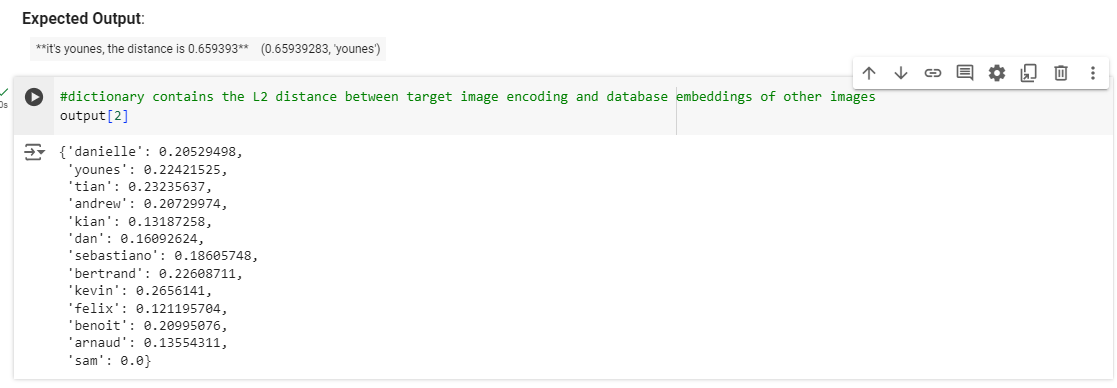 Expected Output:
**it's younes, the distance is 0.659393** (0.65939283, 'younes')
0s
#dictionary contains the L2 distance between target image encoding and database embeddings of other images
output[2]
{'danielle': 0.20529498,
'younes': 0.22421525,
'tian': 0.23235637,
'andrew': 0.20729974,
'kian': 0.13187258,
'dan': 0.16092624,
'sebastiano': 0.18605748,
'bertrand': 0.22608711,
'kevin': 0.2656141,
'felix': 0.121195704,
'benoit': 0.20995076,
'arnaud': 0.13554311,
'sam': 0.0}